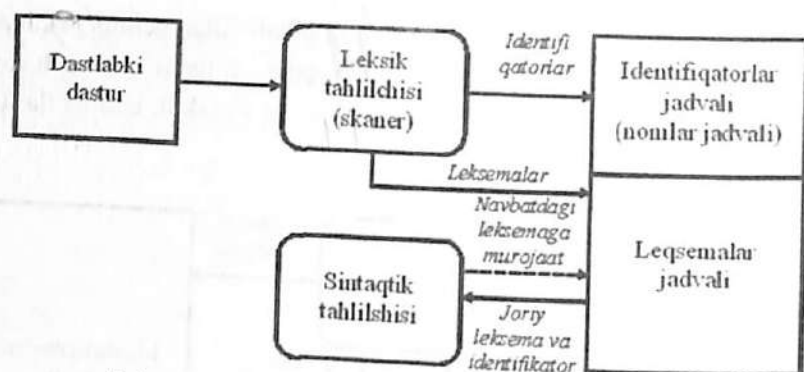 Dastlabki
dastur
Leksik
tahlilchisi
(skaner)
Identifi
qatoriar
Identifiqatorlar
jadvali
(nomlar jadvali)
Leksemalar
Navbatdagi
leksemaga
murojaat
Leqsemalar
jadvali
Sintaqtik
tahlilshisi
Joriy
leksema va
identifikator